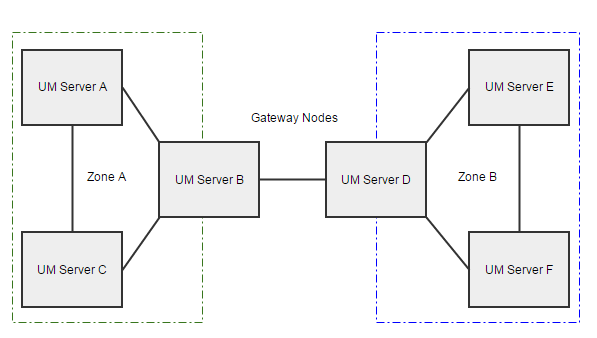 UM Server A
UM Server E
Gateway Nodes
Zone A
UM Server B
UM Server D
Zone B
UM Server C
UM Server F